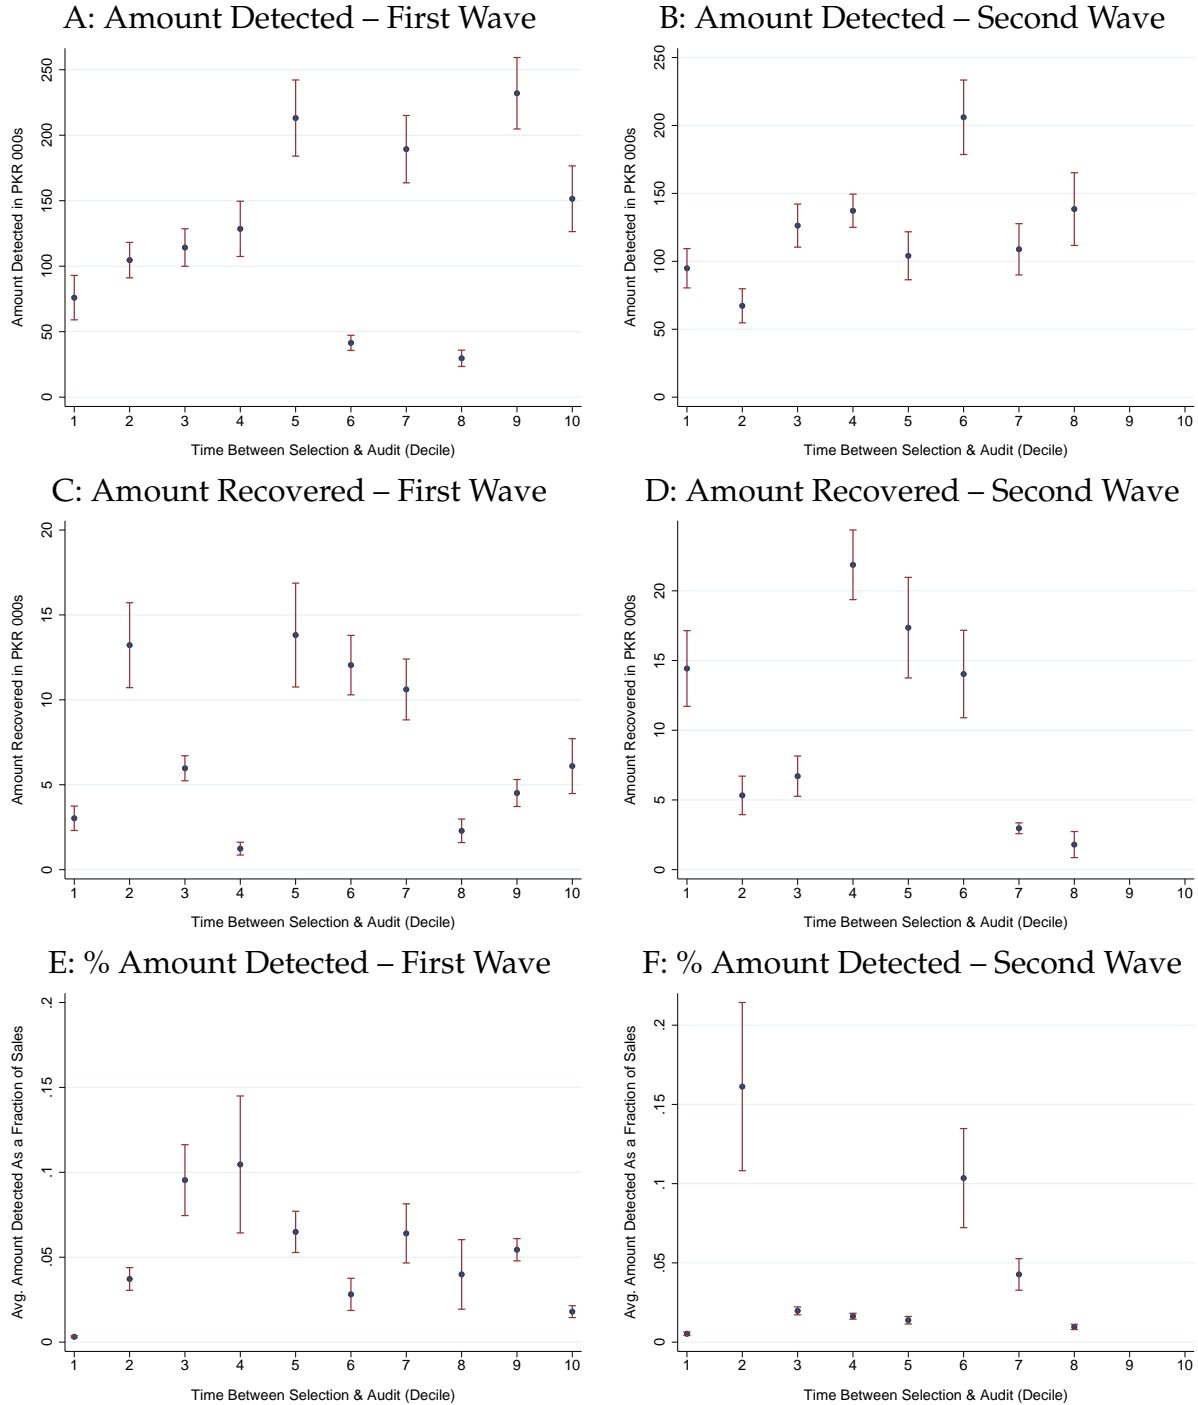 A: Amount Detected – First Wave
Amount Detected in PKR 000s
250
200
150
100
50
0
1 2 3 4 5 6 7 8 9 10
Time Between Selection & Audit (Decile)
B: Amount Detected – Second Wave
Amount Detected in PKR 000s
250
200
150
100
50
0
1 2 3 4 5 6 7 8 9 10
Time Between Selection & Audit (Decile)
C: Amount Recovered – First Wave
Amount Recovered in PKR 000s
20
15
10
5
0
1 2 3 4 5 6 7 8 9 10
Time Between Selection & Audit (Decile)
D: Amount Recovered – Second Wave
Amount Recovered in PKR 000s
20
15
10
5
0
1 2 3 4 5 6 7 8 9 10
Time Between Selection & Audit (Decile)
E: % Amount Detected – First Wave
Avg. Amount Detected As a Fraction of Sales
.2
.15
.1
.05
0
1 2 3 4 5 6 7 8 9 10
Time Between Selection & Audit (Decile)
F: % Amount Detected – Second Wave
Avg. Amount Detected As a Fraction of Sales
.2
.15
.1
.05
0
1 2 3 4 5 6 7 8 9 10
Time Between Selection & Audit (Decile)